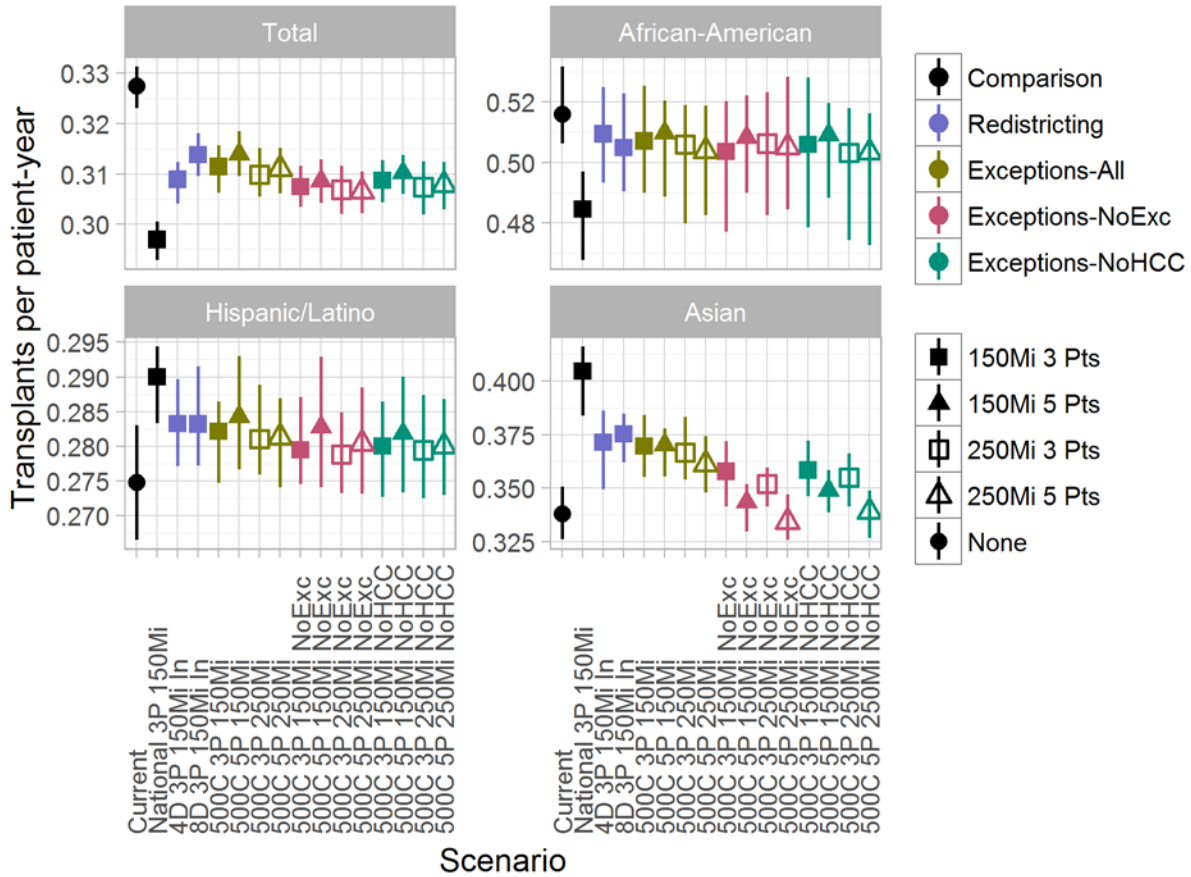 Transplants per patient-year
Total
0.33
0.32
0.31
0.30
African-American
0.52
0.50
0.48
Hispanic/Latino
0.295
0.290
0.285
0.280
0.275
0.270
Asian
0.400
0.375
0.350
0.325
Current
National 3P 150Mi
4D 3P 150Mi In
8D 3P 150Mi In
500C 3P 150Mi
500C 5P 150Mi
500C 3P 250Mi
500C 5P 250Mi
500C 3P 150Mi NoExc
500C 5P 150Mi NoExc
500C 3P 250Mi NoExc
500C 5P 250Mi NoExc
500C 3P 150Mi NoHCC
500C 5P 150Mi NoHCC
500C 3P 250Mi NoHCC
500C 5P 250Mi NoHCC
Current
National 3P 150Mi
4D 3P 150Mi In
8D 3P 150Mi In
500C 3P 150Mi
500C 5P 150Mi
500C 3P 250Mi
500C 5P 250Mi
500C 3P 150Mi NoExc
500C 5P 150Mi NoExc
500C 3P 250Mi NoExc
500C 5P 250Mi NoExc
500C 3P 150Mi NoHCC
500C 5P 150Mi NoHCC
500C 3P 250Mi NoHCC
500C 5P 250Mi NoHCC
Scenario
Comparison
Redistricting
Exceptions-All
Exceptions-NoExc
Exceptions-NoHCC
150Mi 3 Pts
150Mi 5 Pts
250Mi 3 Pts
250Mi 5 Pts
None